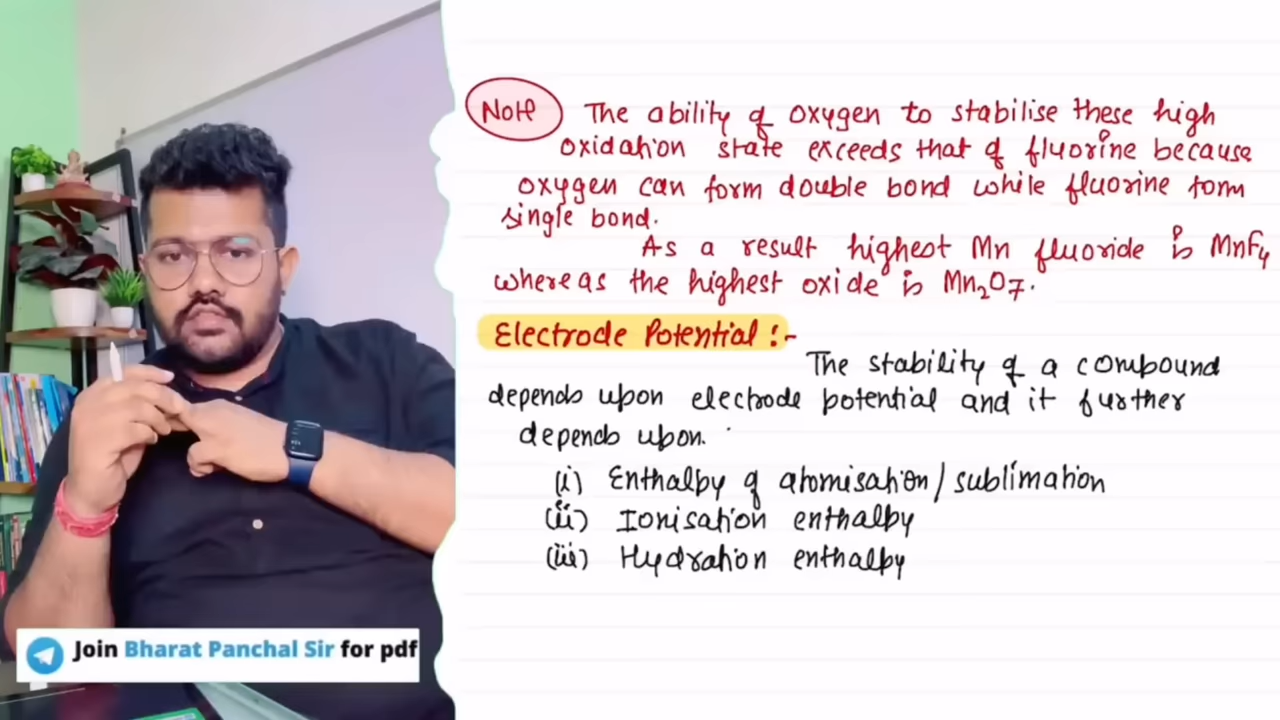 Note
The ability of oxygen to stabilise these high
oxidation state exceeds that of fluorine because
oxygen can form double bond while fluorine form
single bond.
As a result highest Mn fluoride is MnF4
where as the highest oxide is Mn2O7.
Electrode Potential :-
The stability of a compound
depends upon electrode potential and it further
depends upon.
(i) Enthalpy of atomisation/sublimation
(ii) Ionisation enthalpy
(iii) Hydration enthalpy
Join Bharat Panchal Sir for pdf